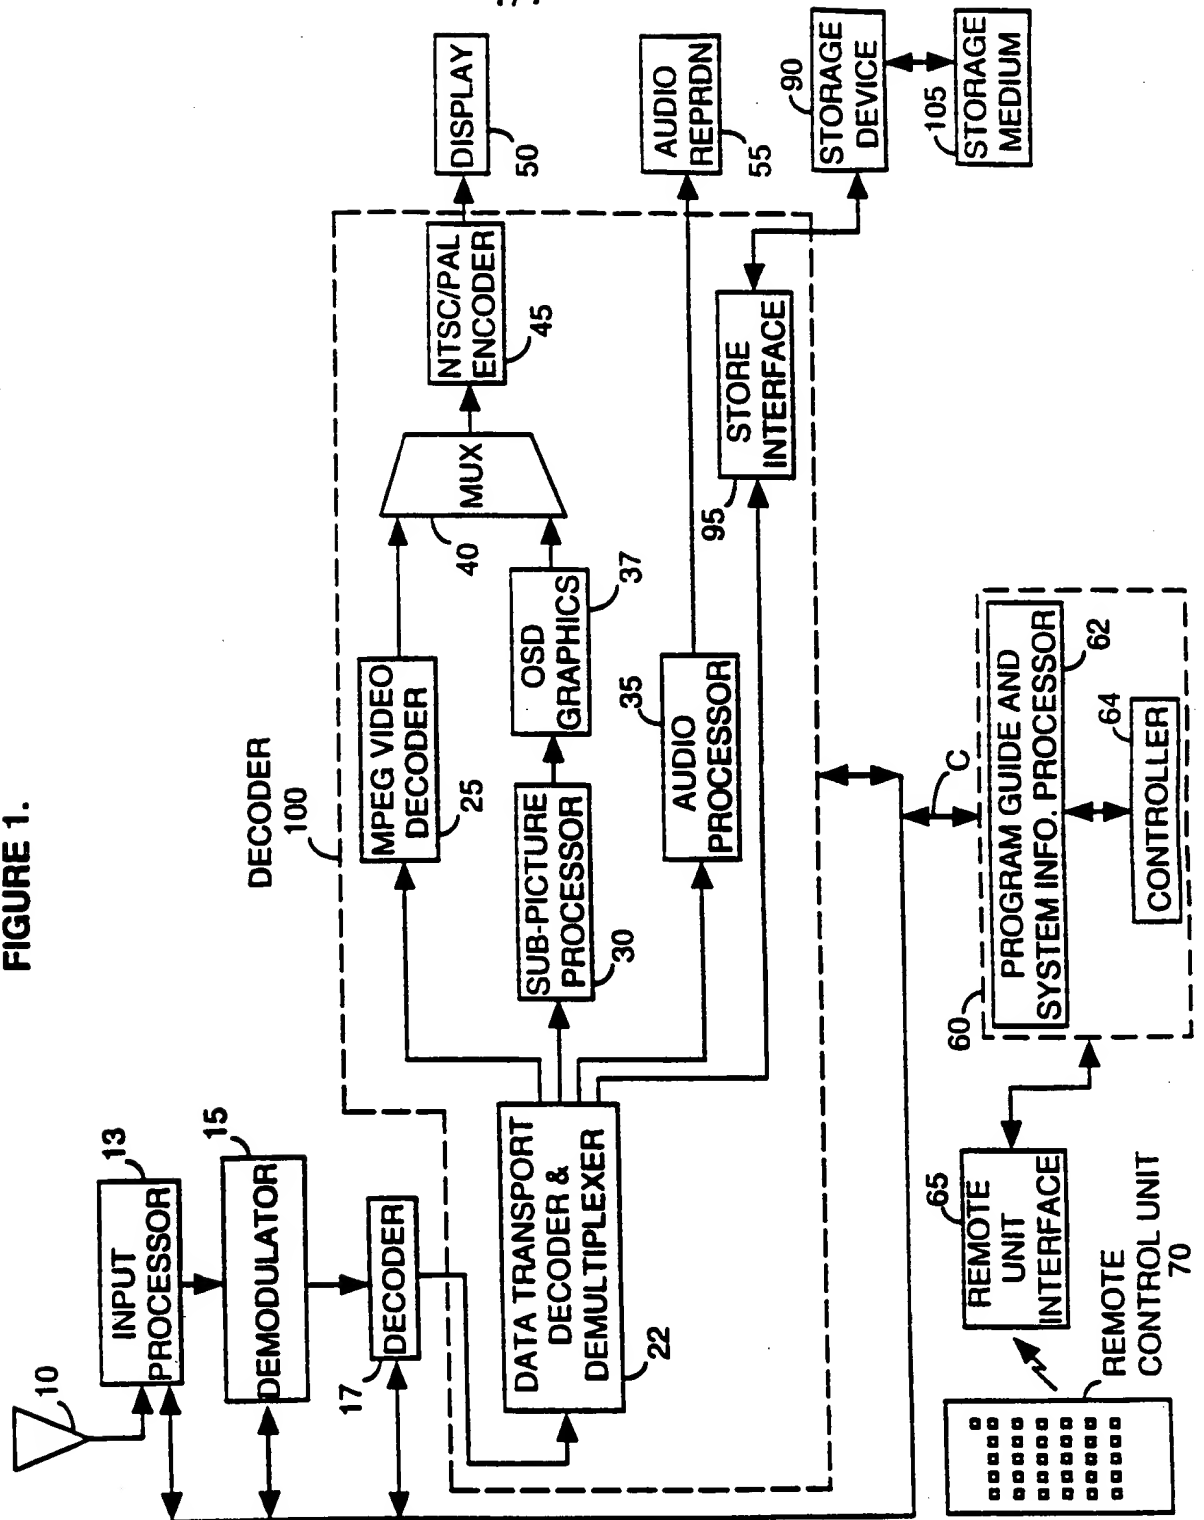 FIGURE 1.
10
INPUT
PROCESSOR
13
DEMODULATOR
15
DECODER
17
DECODER
100
DATA TRANSPORT
DECODER &
DEMULTIPLEXER
22
MPEG VIDEO
DECODER
25
SUB-PICTURE
PROCESSOR
30
OSD
GRAPHICS
37
AUDIO
PROCESSOR
35
MUX
40
NTSC/PAL
ENCODER
45
DISPLAY
50
AUDIO
REPRDN
55
STORE
INTERFACE
95
STORAGE
DEVICE
90
STORAGE
MEDIUM
105
C
60
PROGRAM GUIDE AND
SYSTEM INFO. PROCESSOR
62
CONTROLLER
64
REMOTE
UNIT
INTERFACE
65
REMOTE
CONTROL UNIT
70